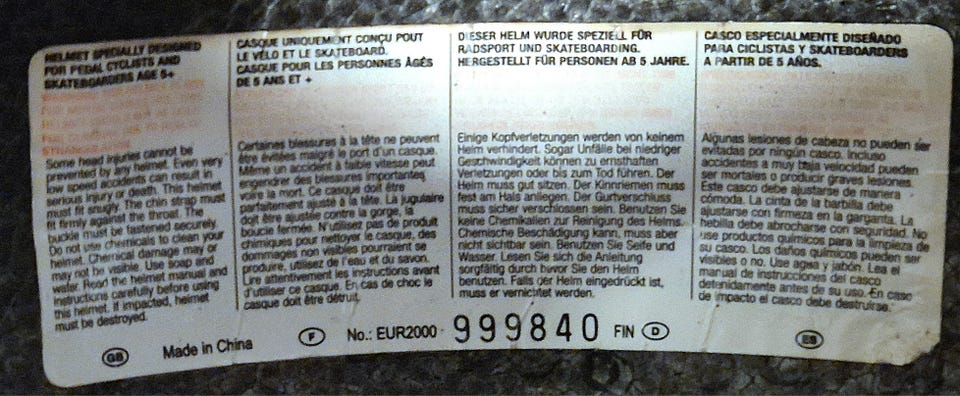 HELMET SPECIALLY DESIGNED
FOR PEDAL CYCLISTS AND
SKATEBOARDERS AGE 5+
STRANGULATION
Some head injuries cannot be
prevented by any helmet. Even very
low speed accidents can result in
serious injury or death. This helmet
must fit snugly. The chin strap must
fit firmly against the throat. The
buckle must be fastened securely.
Do not use chemicals to clean your
helmet. Chemical damage may or
may not be visible. Use soap and
water. Read the helmet manual and
instructions carefully before using
this helmet. If impacted, helmet
must be destroyed.
GB
Made in China
CASQUE UNIQUEMENT CONÇU POUT
LE VÉLO ET LE SKATEBOARD.
CASQUE POUR LES PERSONNES ÂGÉS
DE 5 ANS ET +
Certaines blessures à la tête ne peuvent
être évitées malgré le port d'un casque.
Même un accident à faible vitesse peut
engendrer des blessures importantes,
voirs la mort. Ce casque doit être
parfaitement ajusté à la tête. Là jugulaire
doit être ajustée contre la gorge, la
boucle fermée. N'utilisez pas de produit
chimiques pour nettoyer le casque, des
dommages non visibles pourraient se
produire, utilisez de l'eau et du savon.
Lire attentivement les instructions avant
d'utiliser ce casque. En cas de choc le
casque doit être détruit.
F
No.: EUR2000 · 999840 FIN
DIESER HELM WURDE SPEZIELL FÜR
RADSPORT UND SKATEBOARDING.
HERGESTELLT FÜR PERSONEN AB 5 JAHRE.
Einige Kopfverletzungen werden von keinem
Helm verhindert. Sogar Unfälle bei niedriger
Geschwindigkeit können zu ernsthaften
Verletzungen oder bis zum Tod führen. Der
Helm muss gut sitzen. Der Kinnriemen muss
fest am Hals anliegen. Der Gurtverschluss
muss sicher verschlossen sein. Benutzen Sie
keine Chemikalien zur Reinigung des Helmes.
Chemische Beschädigung kann, muss aber
nicht sichtbar sein. Benutzen Sie Seife und
Wasser. Lesen Sie sich die Anleitung
sorgfältig durch bevor Sie den Helm
benutzen. Falls der Helm eingedrückt ist,
muss er vernichtet werden.
D
CASCO ESPECIALMENTE DISEÑADO
PARA CICLISTAS Y SKATEBOARDERS
A PARTIR DE 5 AÑOS.
Algunas lesiones de cabeza no pueden ser
evitadas por ningún casco. Incluso
accidentes a muy baja velocidad pueden
ser mortales o producir graves lesiones.
Este casco debe ajustarse de manera
cómoda. La cinta de la barbilla debe
ajustarse con firmeza en la garganta. La
hebilla debe abrocharse con seguridad. No
use productos químicos para la limpieza de
su casco. Los daños químicos pueden ser
visibles o no. Use agea y jabón. Lea el
manual de instrucciones del casco
detenidamente antes de su uso. En case
de impacto el casco debe destruirse.
ES